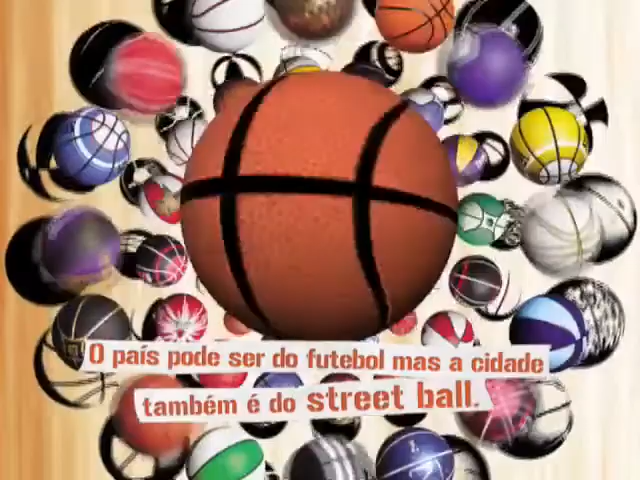 O país pode ser do futebol mas a cidade
também é do street ball.